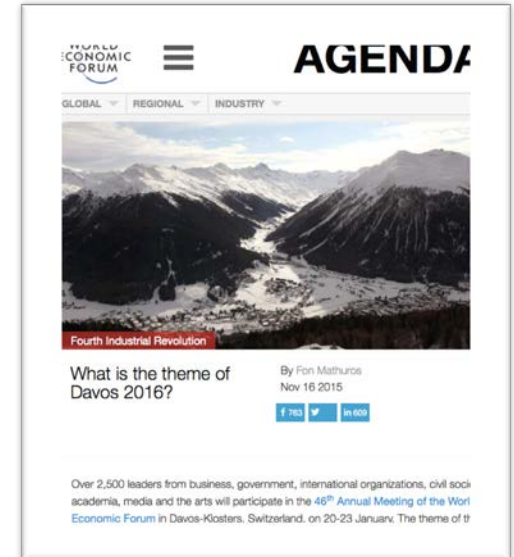 WORLD
ECONOMIC
FORUM
AGENDA
GLOBAL REGIONAL INDUSTRY
Fourth Industrial Revolution
What is the theme of
Davos 2016?
By Fon Mathuros
Nov 16 2015
f 763 in 609
Over 2,500 leaders from business, government, international organizations, civil
academia, media and the arts will participate in the 46th Annual Meeting of the
Economic Forum in Davos-Klosters, Switzerland, on 20-23 January. The theme of